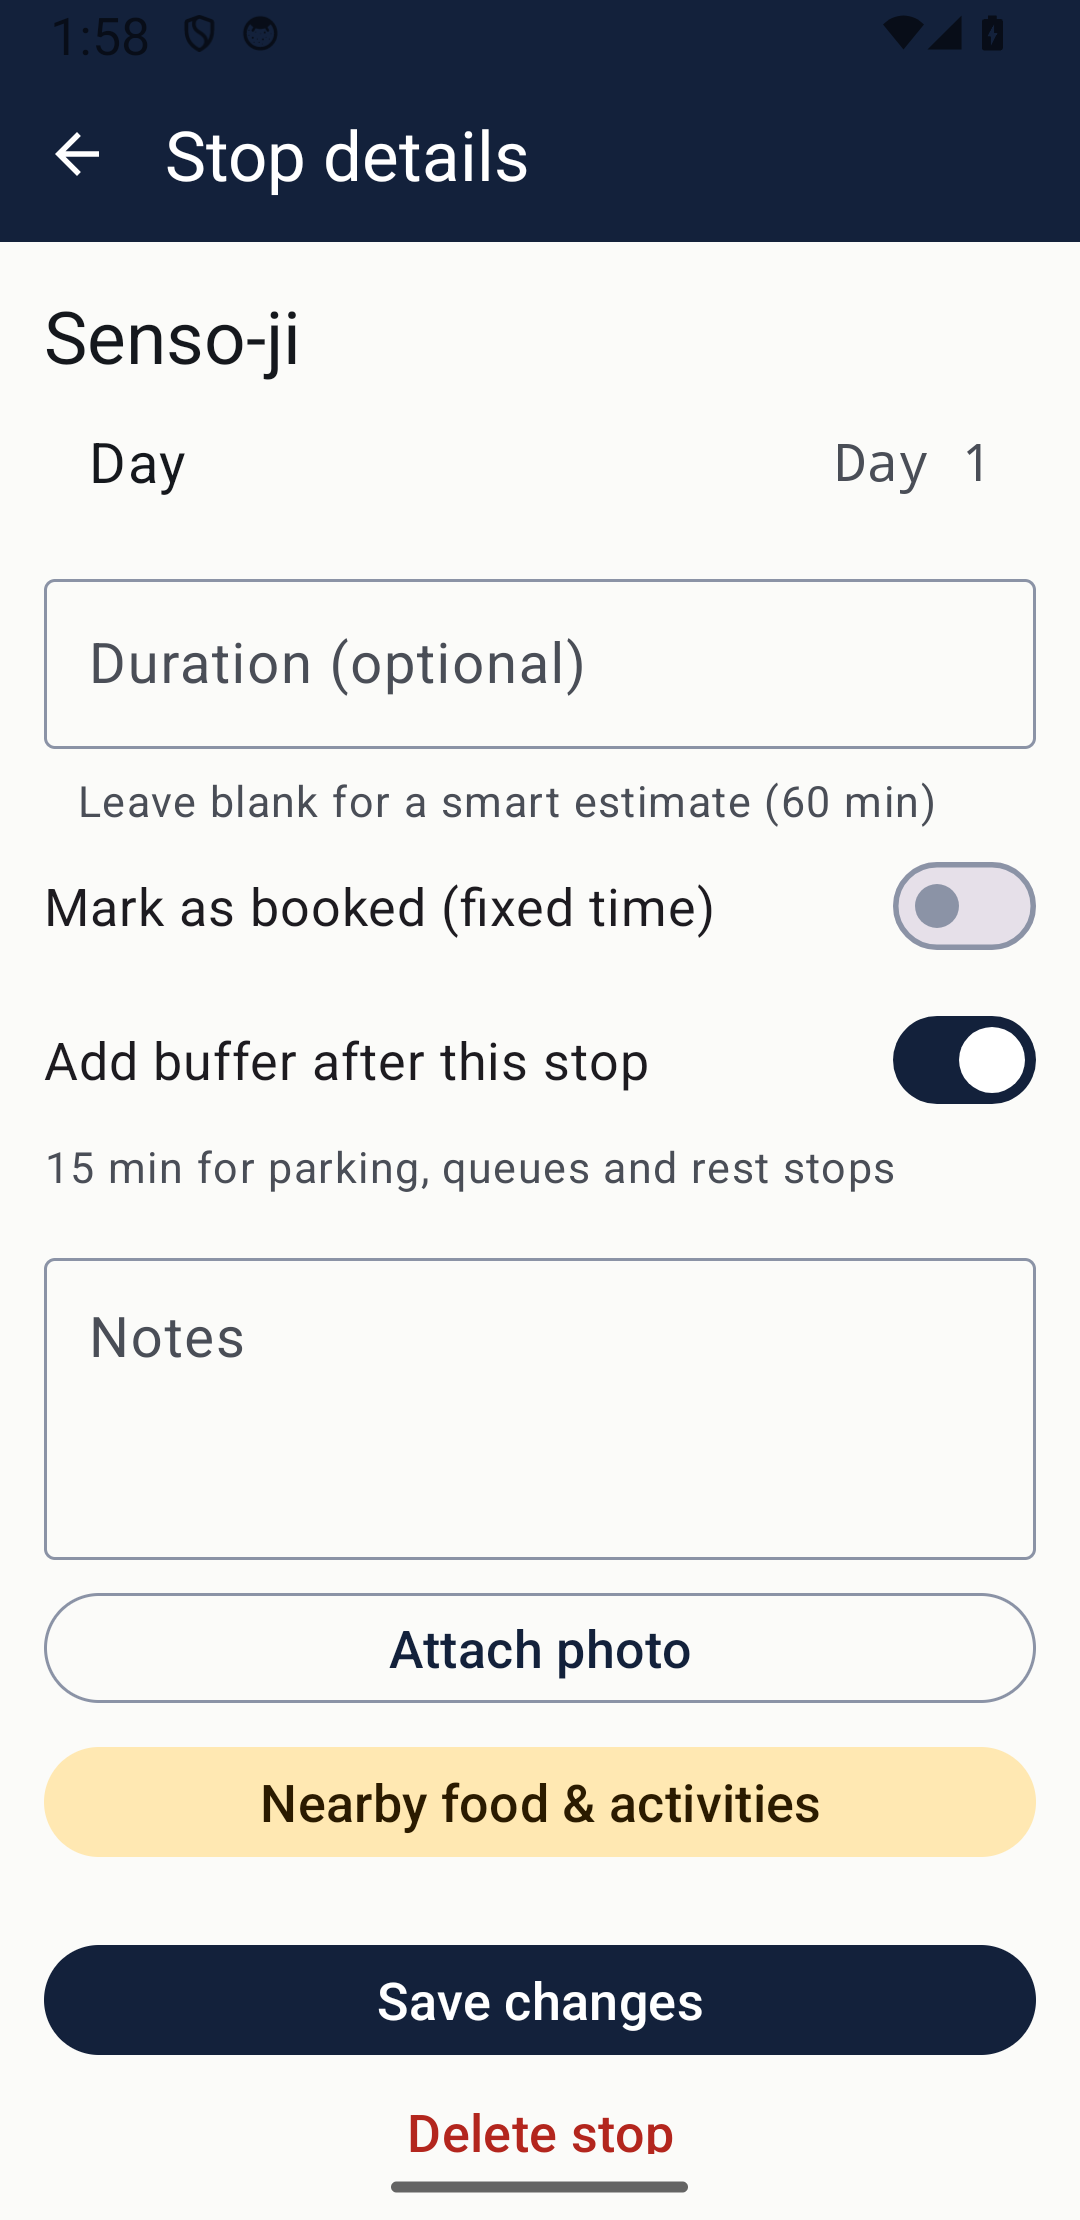 1:58
Stop details
Senso-ji
Day Day 1
Duration (optional)
Leave blank for a smart estimate (60 min)
Mark as booked (fixed time)
Add buffer after this stop
15 min for parking, queues and rest stops
Notes
Attach photo
Nearby food & activities
Save changes
Delete stop